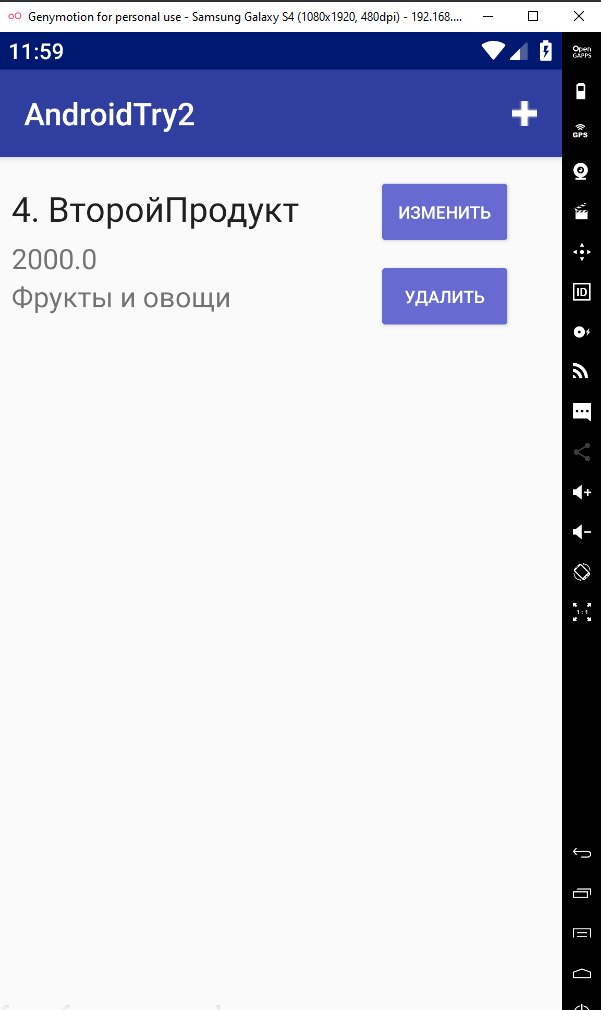 Genymotion for personal use - Samsung Galaxy S4 (1080x1920, 480dpi) - 192.168....
11:59
Open
GAPPS
AndroidTry2
GPS
4. ВторойПродукт
ИЗМЕНИТЬ
2000.0
Фрукты и овощи
УДАЛИТЬ
ID
1:1